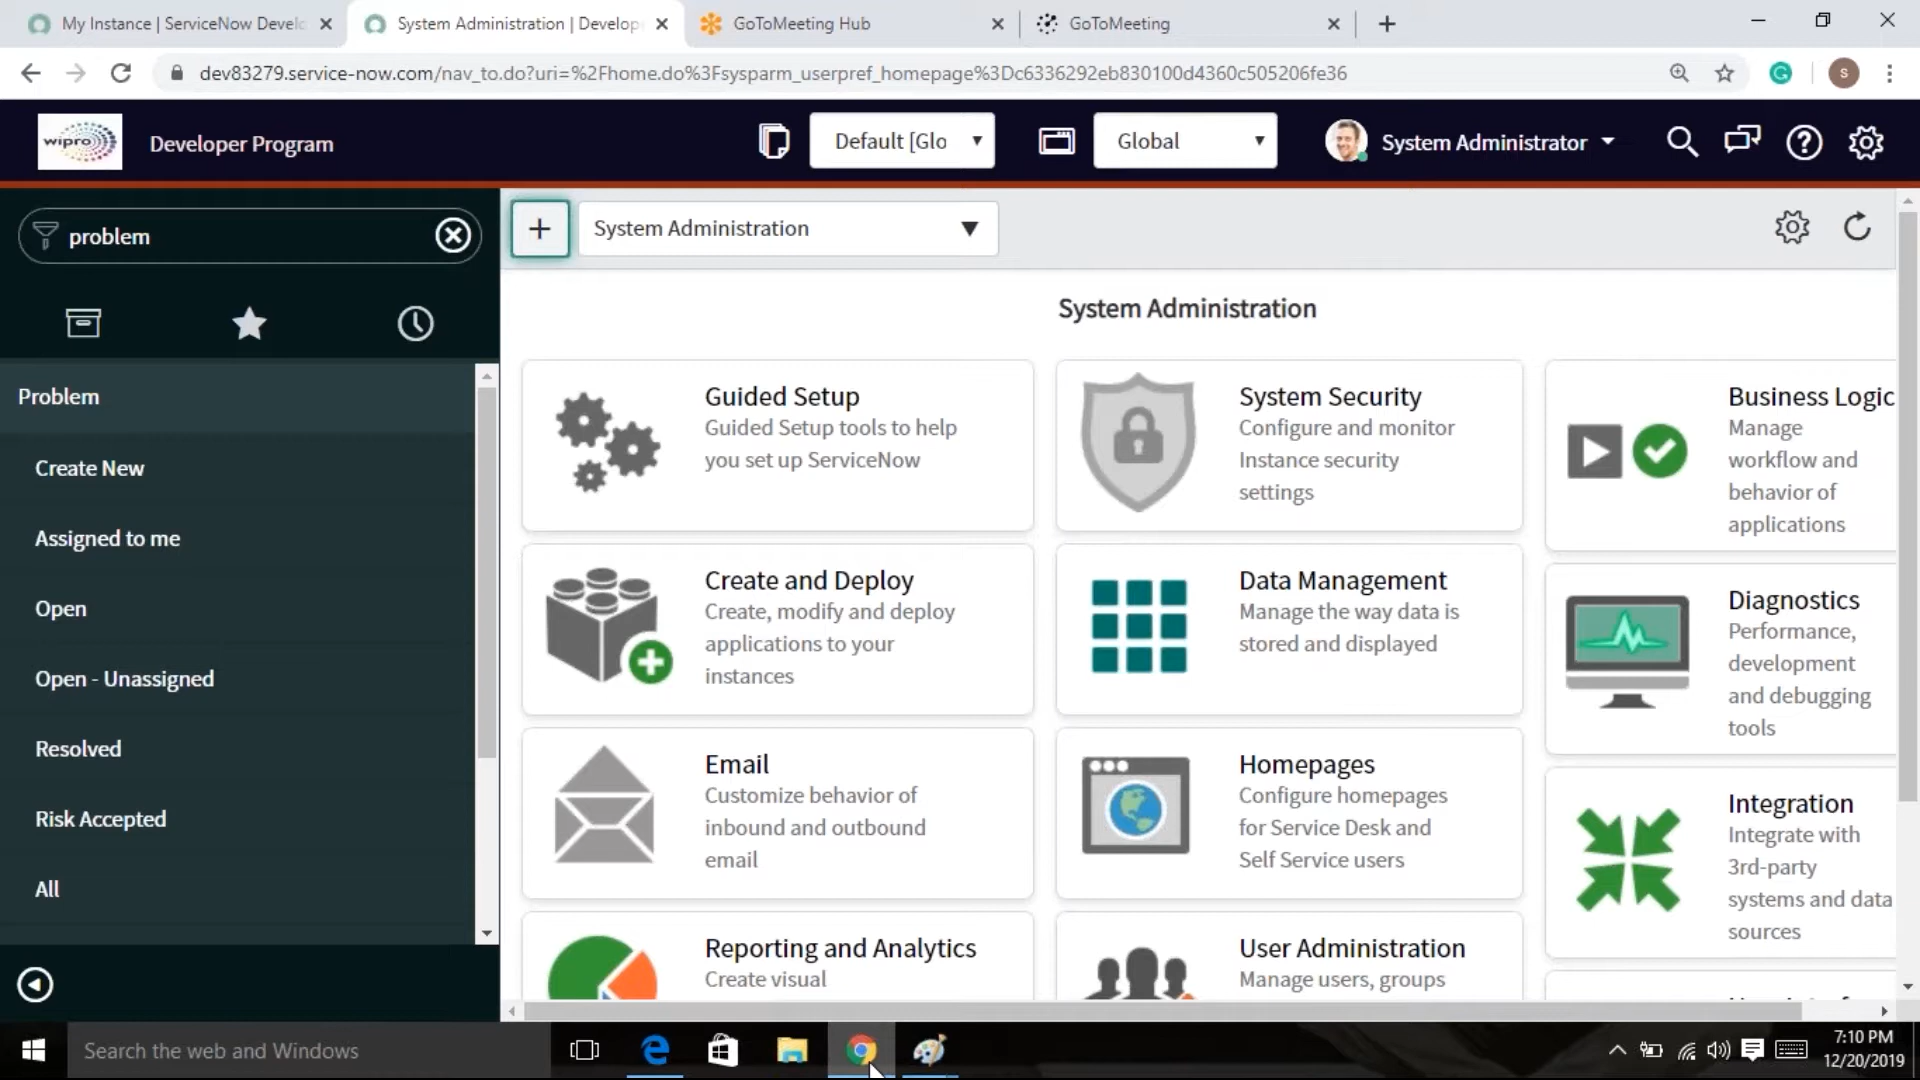 My Instance | ServiceNow Develo
System Administration | Develop
GoToMeeting Hub
GoToMeeting
dev83279.service-now.com/nav_to.do?uri=%2Fhome.do%3Fsysparm_userpref_homepage%3Dc6336292eb830100d4360c505206fe36
S
wipro
Developer Program
Default [Glo
Global
System Administrator
problem
System Administration
Problem
Create New
Assigned to me
Open
Open - Unassigned
Resolved
Risk Accepted
All
System Administration
Guided Setup
Guided Setup tools to help
you set up ServiceNow
System Security
Configure and monitor
Instance security
settings
Business Logic
Manage
workflow and
behavior of
applications
Create and Deploy
Create, modify and deploy
applications to your
instances
Data Management
Manage the way data is
stored and displayed
Diagnostics
Performance,
development
and debugging
tools
Email
Customize behavior of
inbound and outbound
email
Homepages
Configure homepages
for Service Desk and
Self Service users
Integration
Integrate with
3rd-party
systems and data
sources
Reporting and Analytics
Create visual
User Administration
Manage users, groups
Search the web and Windows
7:10 PM
12/20/2019